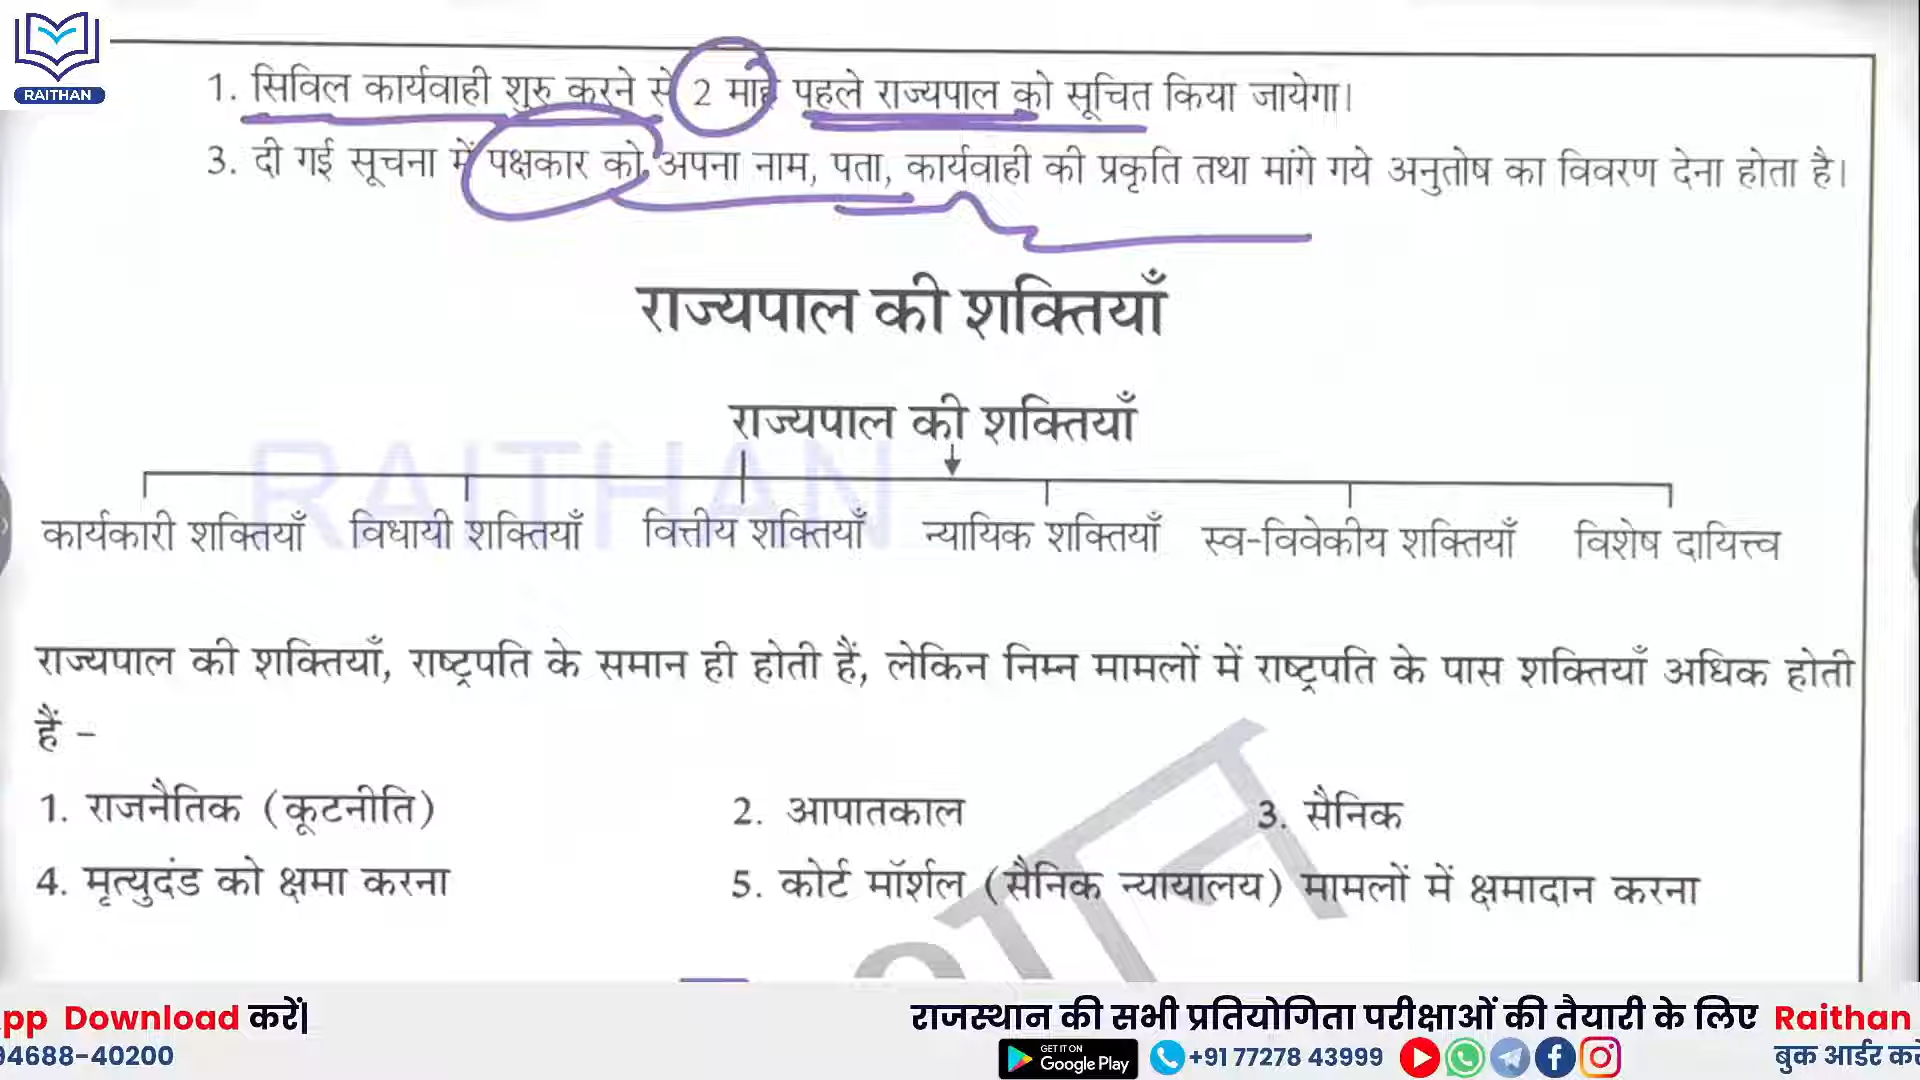 RAITHAN
1. सिविल कार्यवाही शुरु करने से 2 माह पहले राज्यपाल को सूचित किया जायेगा।
3. दी गई सूचना में पक्षकार को अपना नाम, पता, कार्यवाही की प्रकृति तथा मांगे गये अनुतोष का विवरण देना होता है।
राज्यपाल की शक्तियाँ
राज्यपाल की शक्तियाँ
RAITHAN
कार्यकारी शक्तियाँ विधायी शक्तियाँ वित्तीय शक्तियाँ न्यायिक शक्तियाँ स्व-विवेकीय शक्तियाँ विशेष दायित्त्व
राज्यपाल की शक्तियाँ, राष्ट्रपति के समान ही होती हैं, लेकिन निम्न मामलों में राष्ट्रपति के पास शक्तियाँ अधिक होती
हैं –
1. राजनैतिक (कूटनीति) 2. आपातकाल 3. सैनिक
4. मृत्युदंड को क्षमा करना 5. कोर्ट मॉर्शल (सैनिक न्यायालय) मामलों में क्षमादान करना
pp Download करें| राजस्थान की सभी प्रतियोगिता परीक्षाओं की तैयारी के लिए Raithan
94688-40200 GET IT ON Google Play +91 77278 43999 बुक आर्डर